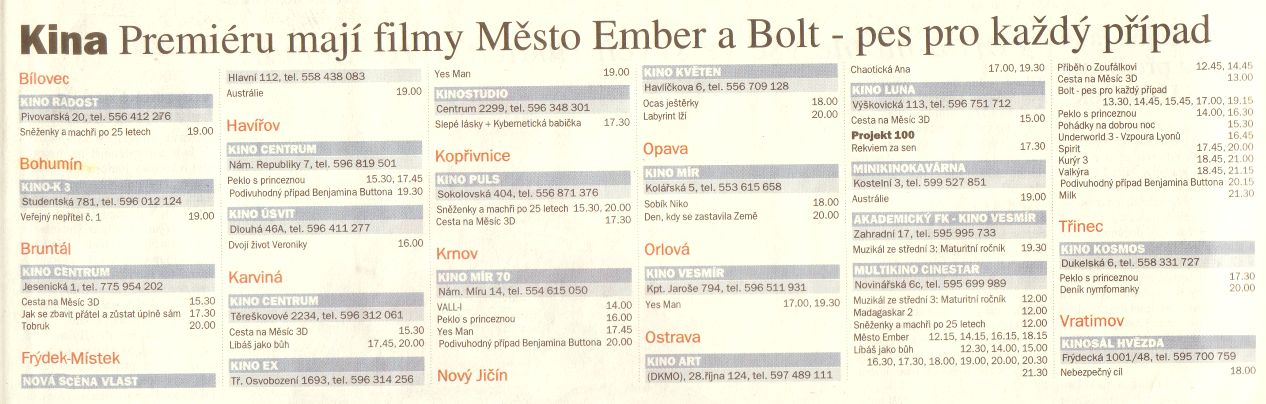 Kina Premiéru mají filmy Město Ember a Bolt - pes pro každý případ
Bílovec
KINO RADOST
Pivovarská 20, tel. 556 412 276
Sněženky a machři po 25 letech 19.00
Bohumín
KINO-K 3
Studentská 781, tel. 596 012 124
Veřejný nepřítel č. 1 19.00
Bruntál
KINO CENTRUM
Jesenická 1, tel. 775 954 202
Cesta na Měsíc 3D 15.30
Jak se zbavit přátel a zůstat úplně sám 17.30
Tobruk 20.00
Frýdek-Místek
NOVÁ SCÉNA VLAST
Hlavní 112, tel. 558 438 083
Austrálie 19.00
Havířov
KINO CENTRUM
Nám. Republiky 7, tel. 596 819 501
Peklo s princeznou 15.30, 17.45
Podivuhodný případ Benjamina Buttona 19.30
KINO ÚSVIT
Dlouhá 46A, tel. 596 411 277
Dvojí život Veroniky 16.00
Karviná
KINO CENTRUM
Těreškovové 2234, tel. 596 312 061
Cesta na Měsíc 3D 15.30
Líbáš jako bůh 17.45, 20.00
KINO EX
Tř. Osvobození 1693, tel. 596 314 256
Yes Man 19.00
KINOSTUDIO
Centrum 2299, tel. 596 348 301
Slepé lásky + Kybernetická babička 17.30
Kopřivnice
KINO PULS
Sokolovská 404, tel. 556 871 376
Sněženky a machři po 25 letech 15.30, 20.00
Cesta na Měsíc 3D 17.30
Krnov
KINO MÍR 70
Nám. Míru 14, tel. 554 615 050
VALL-I 14.00
Peklo s princeznou 16.00
Yes Man 17.45
Podivuhodný případ Benjamina Buttona 20.00
Nový Jičín
KINO KVĚTEN
Havlíčkova 6, tel. 556 709 128
Ocas ještěrky 18.00
Labyrint lží 20.00
Opava
KINO MÍR
Kolářská 5, tel. 553 615 658
Sobík Niko 18.00
Den, kdy se zastavila Země 20.00
Orlová
KINO VESMÍR
Kpt. Jaroše 794, tel. 596 511 931
Yes Man 17.00, 19.30
Ostrava
KINO ART
(DKMO), 28.října 124, tel. 597 489 111
Chaotická Ana 17.00, 19.30
KINO LUNA
Výškovická 113, tel. 596 751 712
Cesta na Měsíc 3D 15.00
Projekt 100
Rekviem za sen 17.30
MINIKINOKAVÁRNA
Kostelní 3, tel. 599 527 851
Austrálie 19.00
AKADEMICKÝ FK - KINO VESMÍR
Zahradní 17, tel. 595 995 733
Muzikál ze střední 3: Maturitní ročník 19.30
MULTIKINO CINESTAR
Novinářská 6c, tel. 595 699 989
Muzikál ze střední 3: Maturitní ročník 12.00
Madagaskar 2 12.00
Sněženky a machři po 25 letech 12.00
Město Ember 12.15, 14.15, 16.15, 18.15
Líbáš jako bůh 12.30, 14.00, 15.00
16.30, 17.30, 18.00, 19.00, 20.00, 20.30
21.30
Příběh o Zoufálkovi 12.45, 14.45
Cesta na Měsíc 3D 13.00
Bolt - pes pro každý případ
13.30, 14.45, 15.45, 17.00, 19.15
Peklo s princeznou 14.00, 16.30
Pohádky na dobrou noc 15.30
Underworld 3 - Vzpoura Lyonů 16.45
Spirit 17.45, 20.00
Kurýr 3 18.45, 21.00
Valkýra 18.45, 21.15
Podivuhodný případ Benjamina Buttona 20.15
Milk 21.30
Třinec
KINO KOSMOS
Dukelská 6, tel. 558 331 727
Peklo s princeznou 17.30
Deník nymfomanky 20.00
Vratimov
KINOSÁL HVĚZDA
Frýdecká 1001/48, tel. 595 700 759
Nebezpečný cíl 18.00